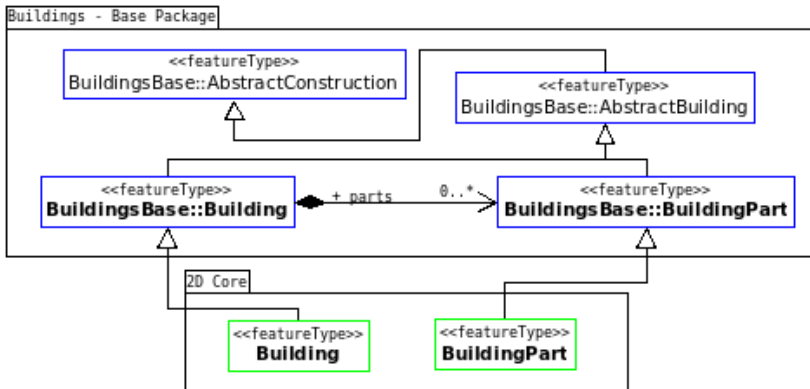 Buildings - Base Package
<<featureType>>
BuildingsBase::AbstractConstruction
<<featureType>>
BuildingsBase::AbstractBuilding
<<featureType>>
BuildingsBase::Building
+ parts
0..*
<<featureType>>
BuildingsBase::BuildingPart
2D Core
<<featureType>>
Building
<<featureType>>
BuildingPart